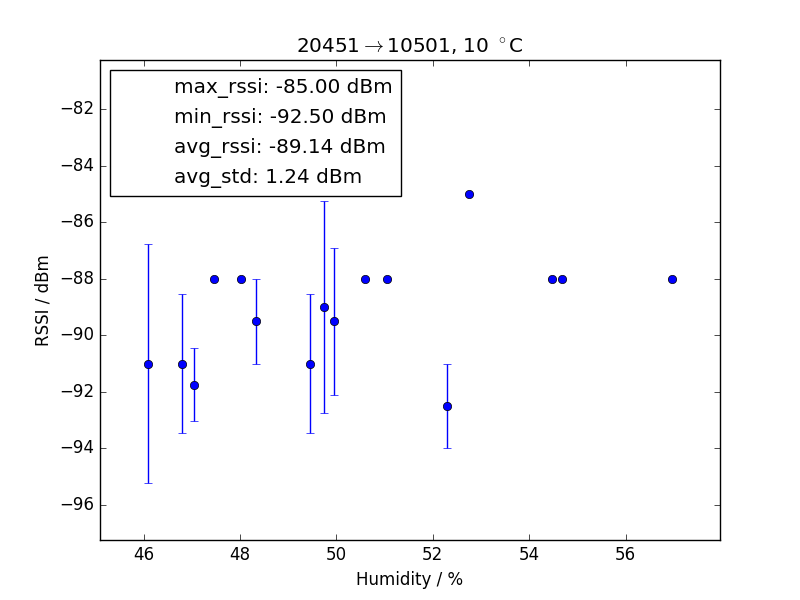 20451→10501, 10 °C
max_rssi: -85.00 dBm
min_rssi: -92.50 dBm
avg_rssi: -89.14 dBm
avg_std: 1.24 dBm
RSSI / dBm
−82
−84
−86
−88
−90
−92
−94
−96
46 48 50 52 54 56
Humidity / %